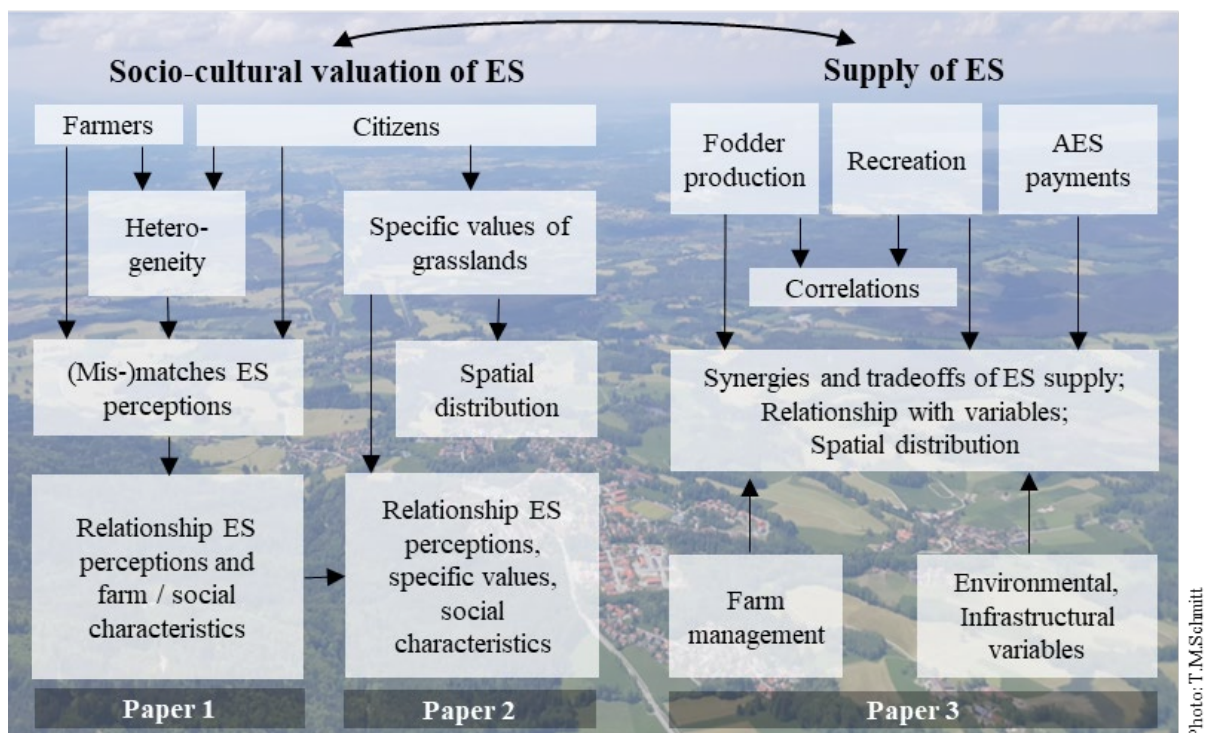 Socio-cultural valuation of ES
Supply of ES
Farmers
Citizens
Hetero-
geneity
Specific values of
grasslands
(Mis-)matches ES
perceptions
Spatial
distribution
Relationship ES
perceptions and
farm / social
characteristics
Relationship ES
perceptions,
specific values,
social
characteristics
Paper 1
Paper 2
Fodder
production
Recreation
AES
payments
Correlations
Synergies and tradeoffs of ES supply;
Relationship with variables;
Spatial distribution
Farm
management
Environmental,
Infrastructural
variables
Paper 3
Photo: T.M.Schmitt